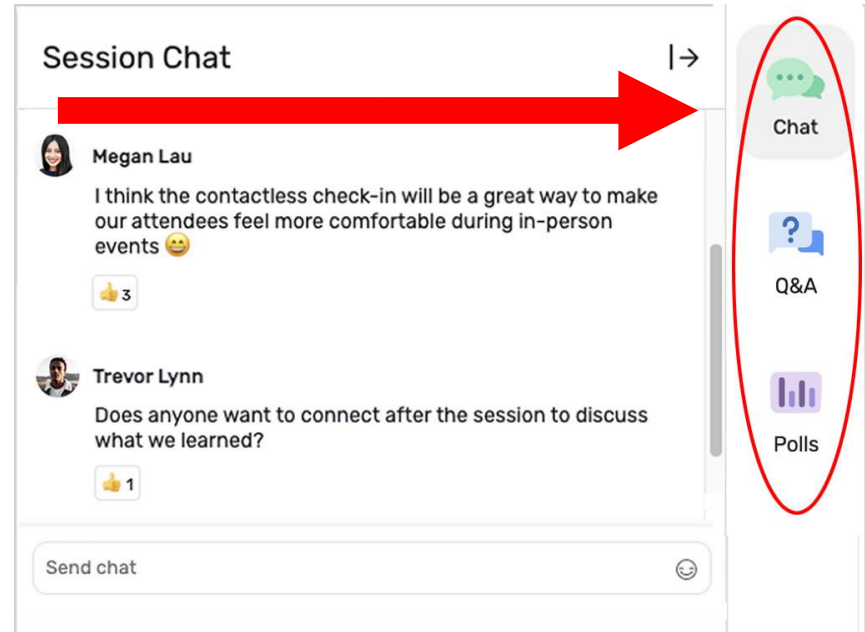 Session Chat
Megan Lau
I think the contactless check-in will be a great way to make
our attendees feel more comfortable during in-person
events 😄
👍 3
Trevor Lynn
Does anyone want to connect after the session to discuss
what we learned?
👍 1
Send chat
Chat
Q&A
Polls